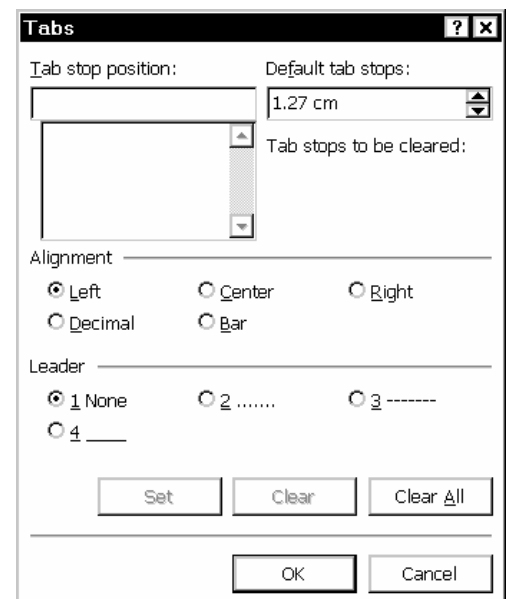 Tabs ? X
Tab stop position: Default tab stops:
1.27 cm
Tab stops to be cleared:
Alignment
Left Center Right
Decimal Bar
Leader
1 None 2 ....... 3 -------
4 ____
Set Clear Clear All
OK Cancel